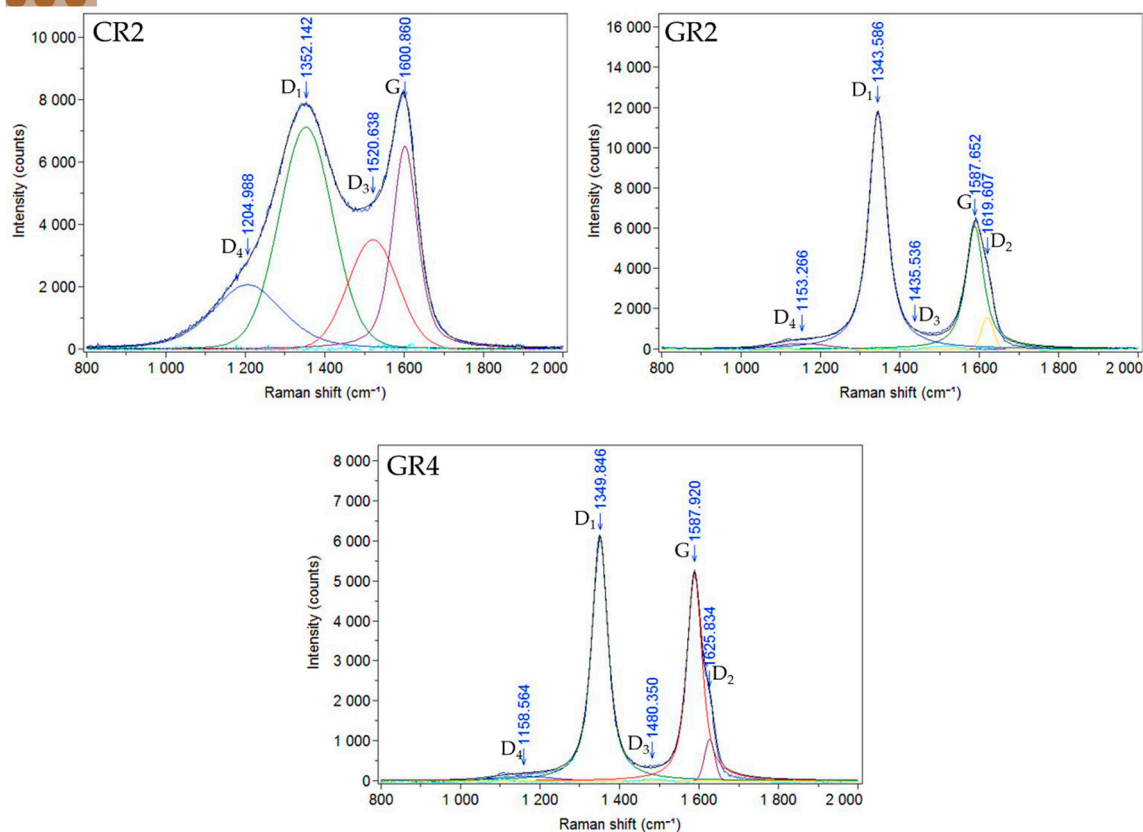 CR2
10 000
8 000
6 000
4 000
2 000
0
Intensity (counts)
D4
1204.988
D1
1352.142
D3
1520.638
G
1600.860
800
1 000
1 200
1400
1 600
1 800
2 000
Raman shift (cm⁻¹)
GR2
16 000
14 000
12 000
10 000
8 000
6 000
4 000
2 000
0
Intensity (counts)
D4
1153.266
D1
1343.586
1435.536
D3
G
1587.652
1619.607
D2
800
1 000
1 200
1 400
1 600
1 800
2 000
Raman shift (cm⁻¹)
GR4
8 000
7 000
6 000
5 000
4 000
3 000
2 000
1 000
0
Intensity (counts)
D4
1158.564
D1
1349.846
D3
1480.350
G
1587.920
1625.834
D2
800
1 000
1 200
1 400
1 600
1 800
2 000
Raman shift (cm⁻¹)